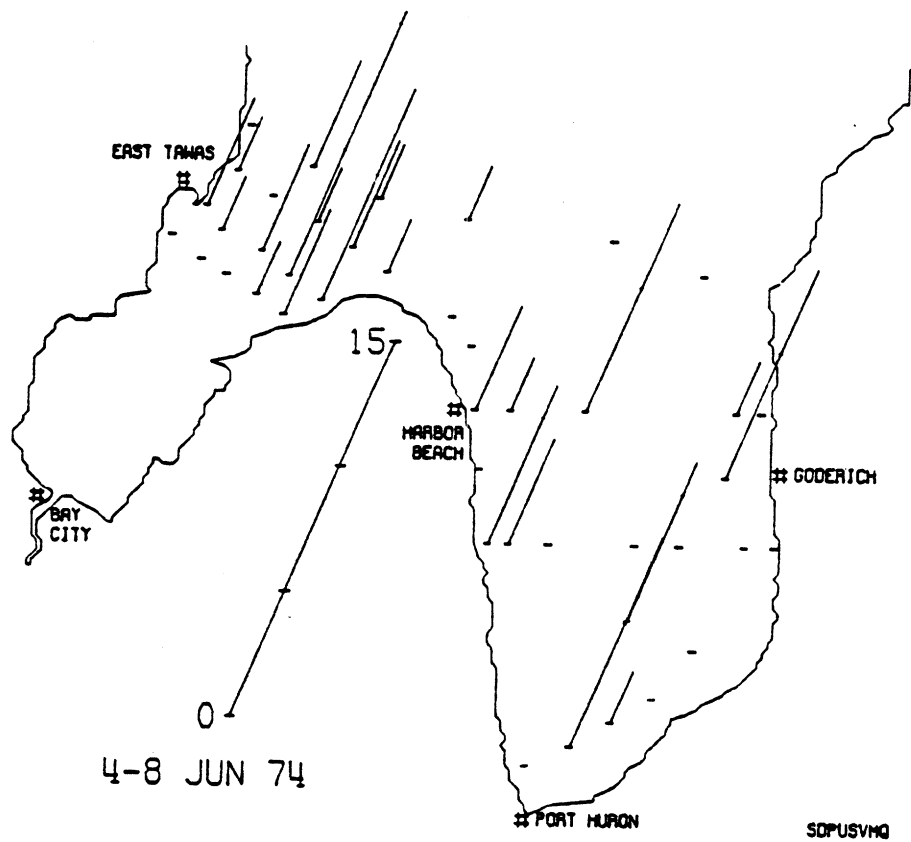 EAST TAWAS
#
15
#
HARBOR
BEACH
# GODERICH
#
BAY
CITY
0
4-8 JUN 74
# PORT HURON
SDPUSVMQ